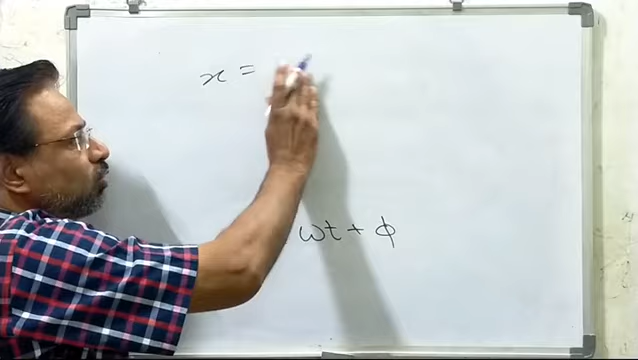 x =
ωt + ϕ